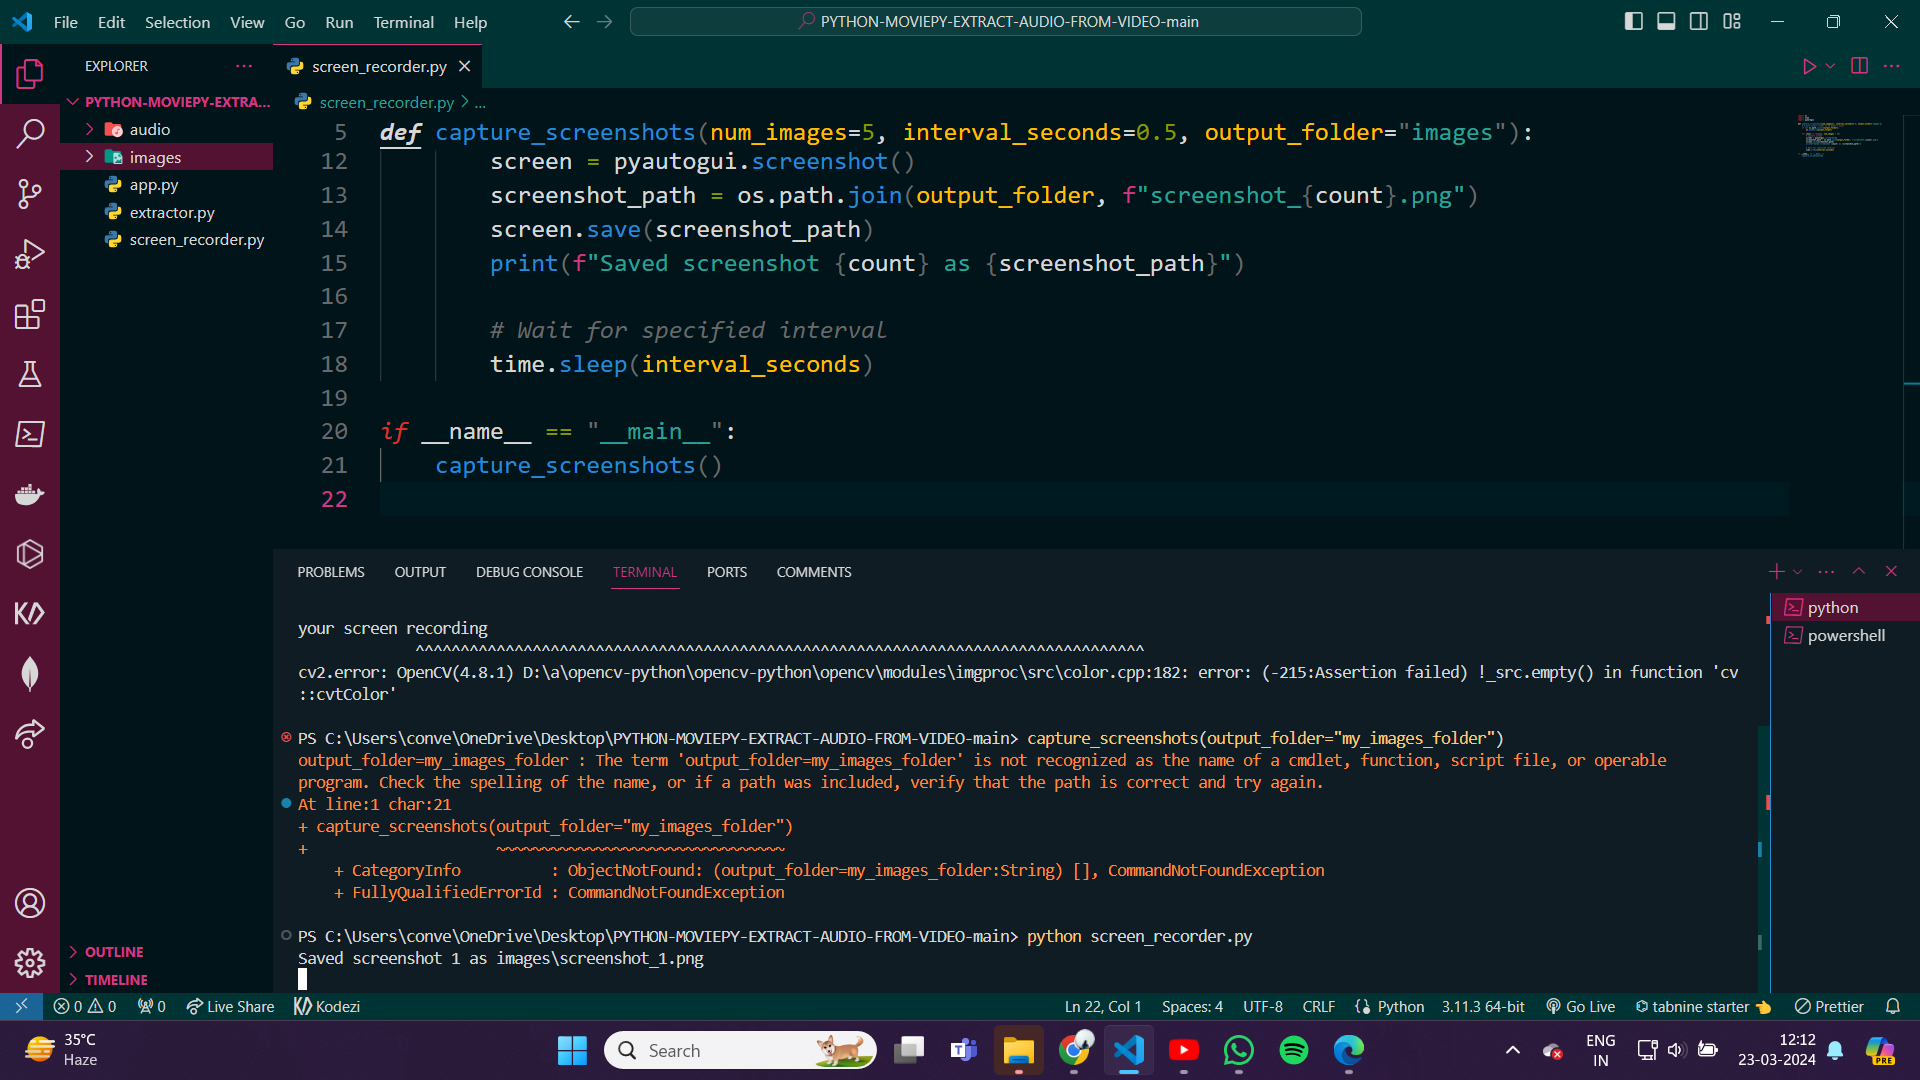 File Edit Selection View Go Run Terminal Help
PYTHON-MOVIEPY-EXTRACT-AUDIO-FROM-VIDEO-main
EXPLORER
PYTHON-MOVIEPY-EXTRA...
audio
images
app.py
extractor.py
screen_recorder.py
OUTLINE
TIMELINE
screen_recorder.py
screen_recorder.py > ...
5 def capture_screenshots(num_images=5, interval_seconds=0.5, output_folder="images"):
12 screen = pyautogui.screenshot()
13 screenshot_path = os.path.join(output_folder, f"screenshot_{count}.png")
14 screen.save(screenshot_path)
15 print(f"Saved screenshot {count} as {screenshot_path}")
16
17 # Wait for specified interval
18 time.sleep(interval_seconds)
19
20 if __name__ == "__main__":
21 capture_screenshots()
22
PROBLEMS OUTPUT DEBUG CONSOLE TERMINAL PORTS COMMENTS
your screen recording
^^^^^^^^^^^^^^^^^^^^^^^^^^^^^^^^^^^^^^^^^^^^^^^^^^^^^^^^^^^^^^^^^^^^^^^^^^^^^^^^^
cv2.error: OpenCV(4.8.1) D:\a\opencv-python\opencv-python\opencv\modules\imgproc\src\color.cpp:182: error: (-215:Assertion failed) !_src.empty() in function 'cv
::cvtColor'
PS C:\Users\conve\OneDrive\Desktop\PYTHON-MOVIEPY-EXTRACT-AUDIO-FROM-VIDEO-main> capture_screenshots(output_folder="my_images_folder")
output_folder=my_images_folder : The term 'output_folder=my_images_folder' is not recognized as the name of a cmdlet, function, script file, or operable
program. Check the spelling of the name, or if a path was included, verify that the path is correct and try again.
At line:1 char:21
+ capture_screenshots(output_folder="my_images_folder")
+ ~~~~~~~~~~~~~~~~~~~~~~~~~~~~~~~~
+ CategoryInfo : ObjectNotFound: (output_folder=my_images_folder:String) [], CommandNotFoundException
+ FullyQualifiedErrorId : CommandNotFoundException
PS C:\Users\conve\OneDrive\Desktop\PYTHON-MOVIEPY-EXTRACT-AUDIO-FROM-VIDEO-main> python screen_recorder.py
Saved screenshot 1 as images\screenshot_1.png
python
powershell
0 0 0 Live Share Kodezi Ln 22, Col 1 Spaces: 4 UTF-8 CRLF Python 3.11.3 64-bit Go Live tabnine starter Prettier
35°C
Haze
Search
ENG
IN
12:12
23-03-2024
PRE